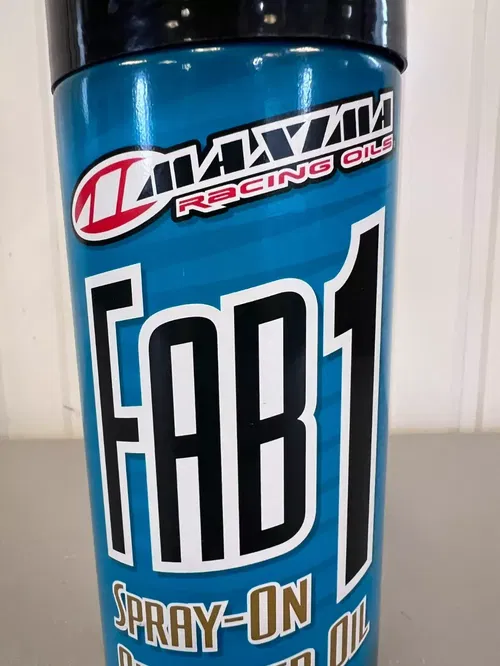 MAXIMA
RACING OILS
FAB1
SPRAY-ON
OIL